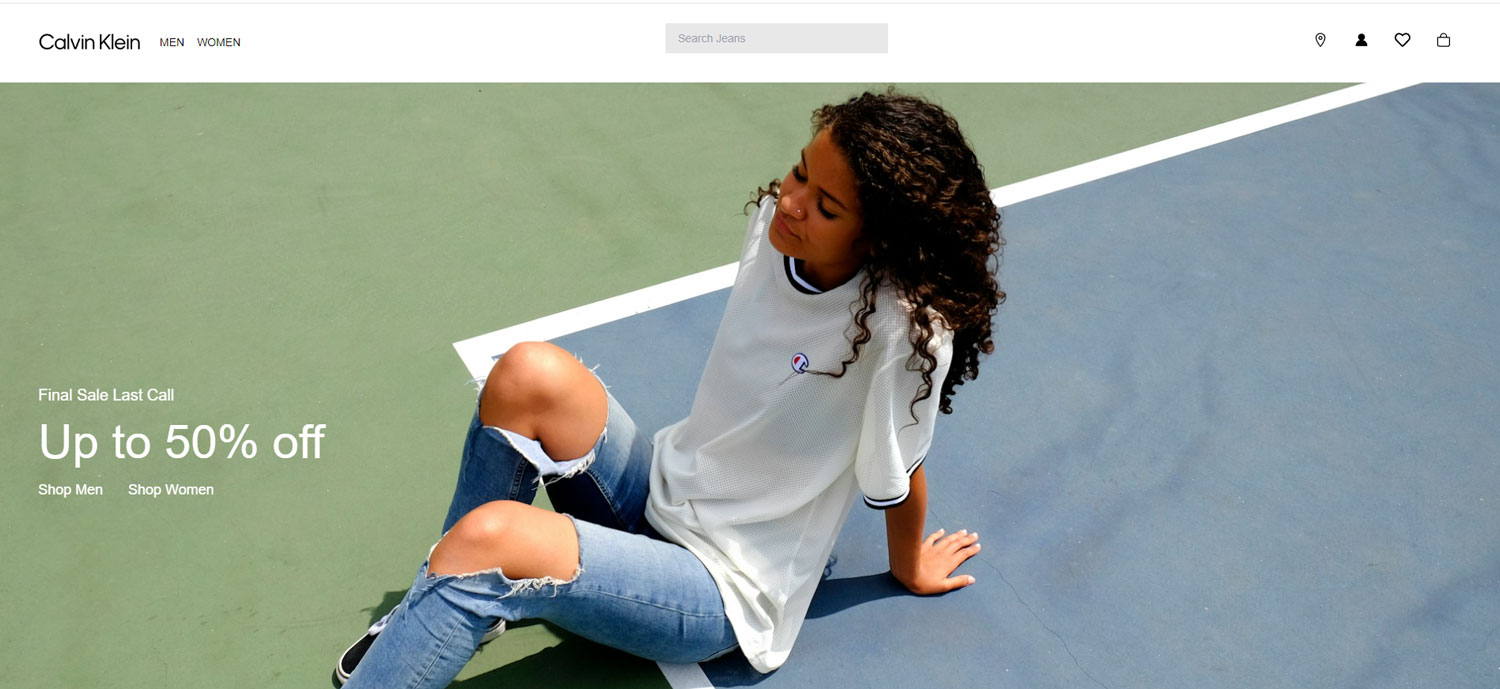 Calvin Klein MEN WOMEN Search Jeans
Final Sale Last Call
Up to 50% off
Shop Men Shop Women